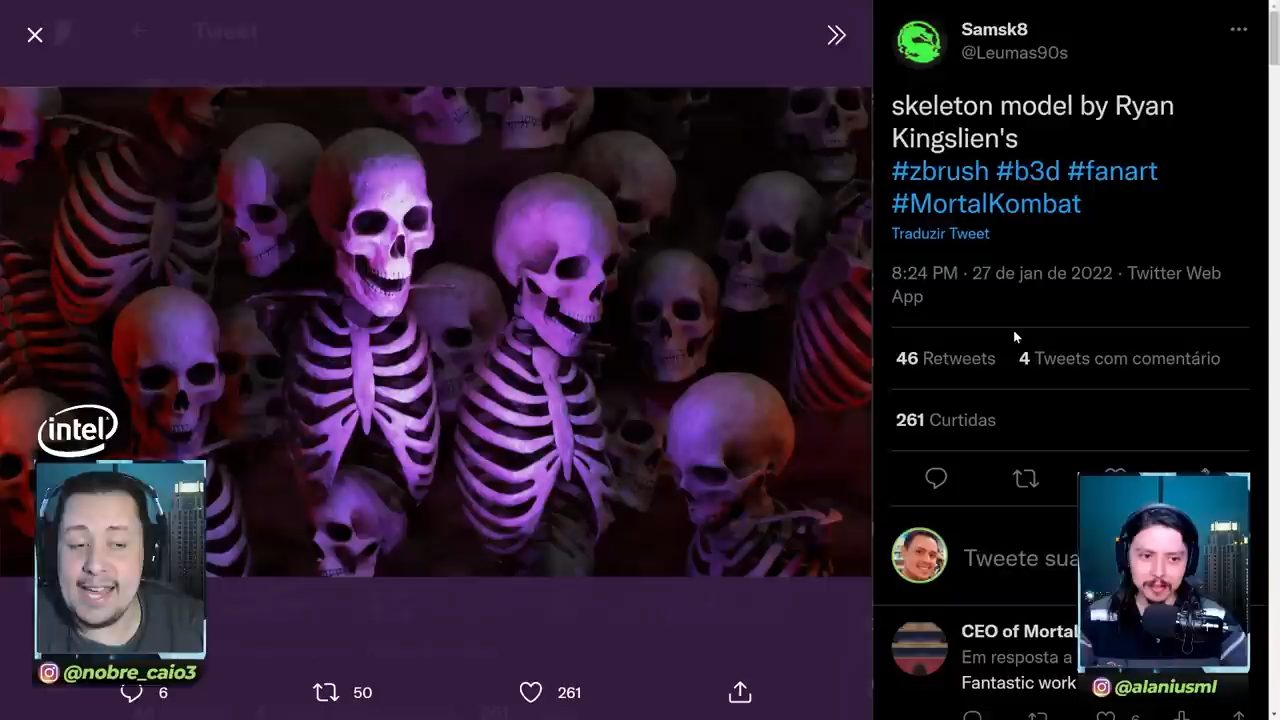 Samsk8
@Leumas90s
skeleton model by Ryan
Kingslien's
#zbrush #b3d #fanart
#MortalKombat
Traduzir Tweet
8:24 PM · 27 de jan de 2022 · Twitter Web
App
46 Retweets 4 Tweets com comentário
261 Curtidas
Tweete sua
CEO of Mortal
Em resposta a
Fantastic work
6
6 50 261
intel
@nobre_caio3
@alaniusml
Tweet